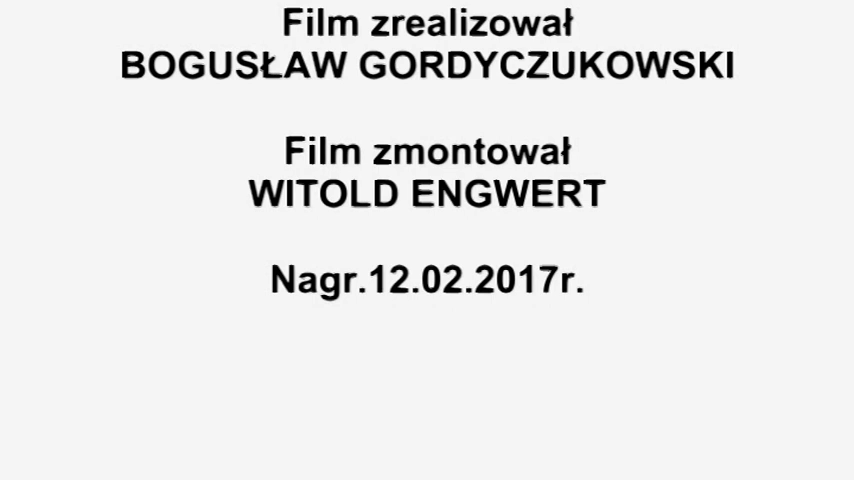 Film zrealizował
BOGUSŁAW GORDYCZUKOWSKI
Film zmontował
WITOLD ENGWERT
Nagr.12.02.2017r.